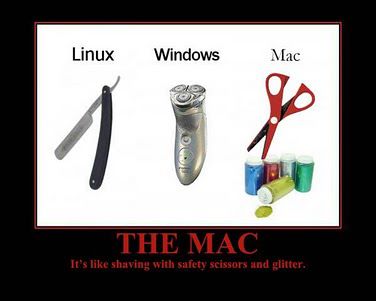 Linux Windows Mac
THE MAC
It's like shaving with safety scissors and glitter.